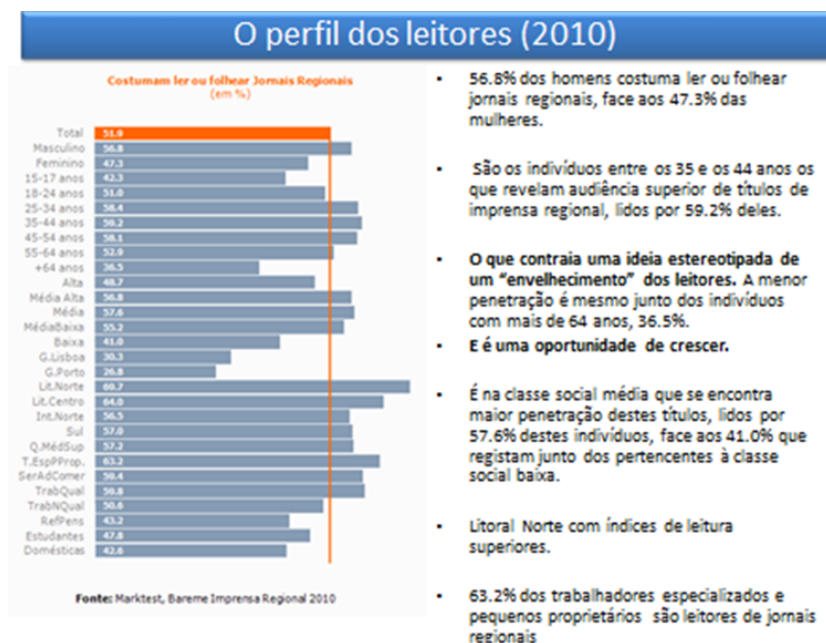 O perfil dos leitores (2010)
Costumam ler ou folhear Jornais Regionais
(em %)
Total 51.9
Masculino 56.8
Feminino 47.3
15-17 anos 42.3
18-24 anos 51.0
25-34 anos 58.4
35-44 anos 59.2
45-54 anos 58.1
55-64 anos 52.9
+64 anos 36.5
Alta 48.7
Média Alta 56.8
Média 57.6
MédiaBaixa 55.2
Baixa 41.0
G.Lisboa 30.3
G.Porto 26.8
Lit.Norte 69.7
Lit.Centro 64.0
Int.Norte 56.5
Sul 57.0
Q.MédSup 57.2
T.EspPProp. 63.2
SerAdComer 59.4
TrabQual 59.8
TrabNQual 50.6
RefPens 43.2
Estudantes 47.8
Domésticas 42.6
Fonte: Marktest, Bareme Imprensa Regional 2010
• 56.8% dos homens costuma ler ou folhear
jornais regionais, face aos 47.3% das
mulheres.
• São os indivíduos entre os 35 e os 44 anos os
que revelam audiência superior de títulos de
imprensa regional, lidos por 59.2% deles.
• O que contraia uma ideia estereotipada de
um “envelhecimento” dos leitores. A menor
penetração é mesmo junto dos indivíduos
com mais de 64 anos, 36.5%.
• E é uma oportunidade de crescer.
• É na classe social média que se encontra
maior penetração destes títulos, lidos por
57.6% destes indivíduos, face aos 41.0% que
registam junto dos pertencentes à classe
social baixa.
• Litoral Norte com índices de leitura
superiores.
• 63.2% dos trabalhadores especializados e
pequenos proprietários são leitores de jornais
regionais